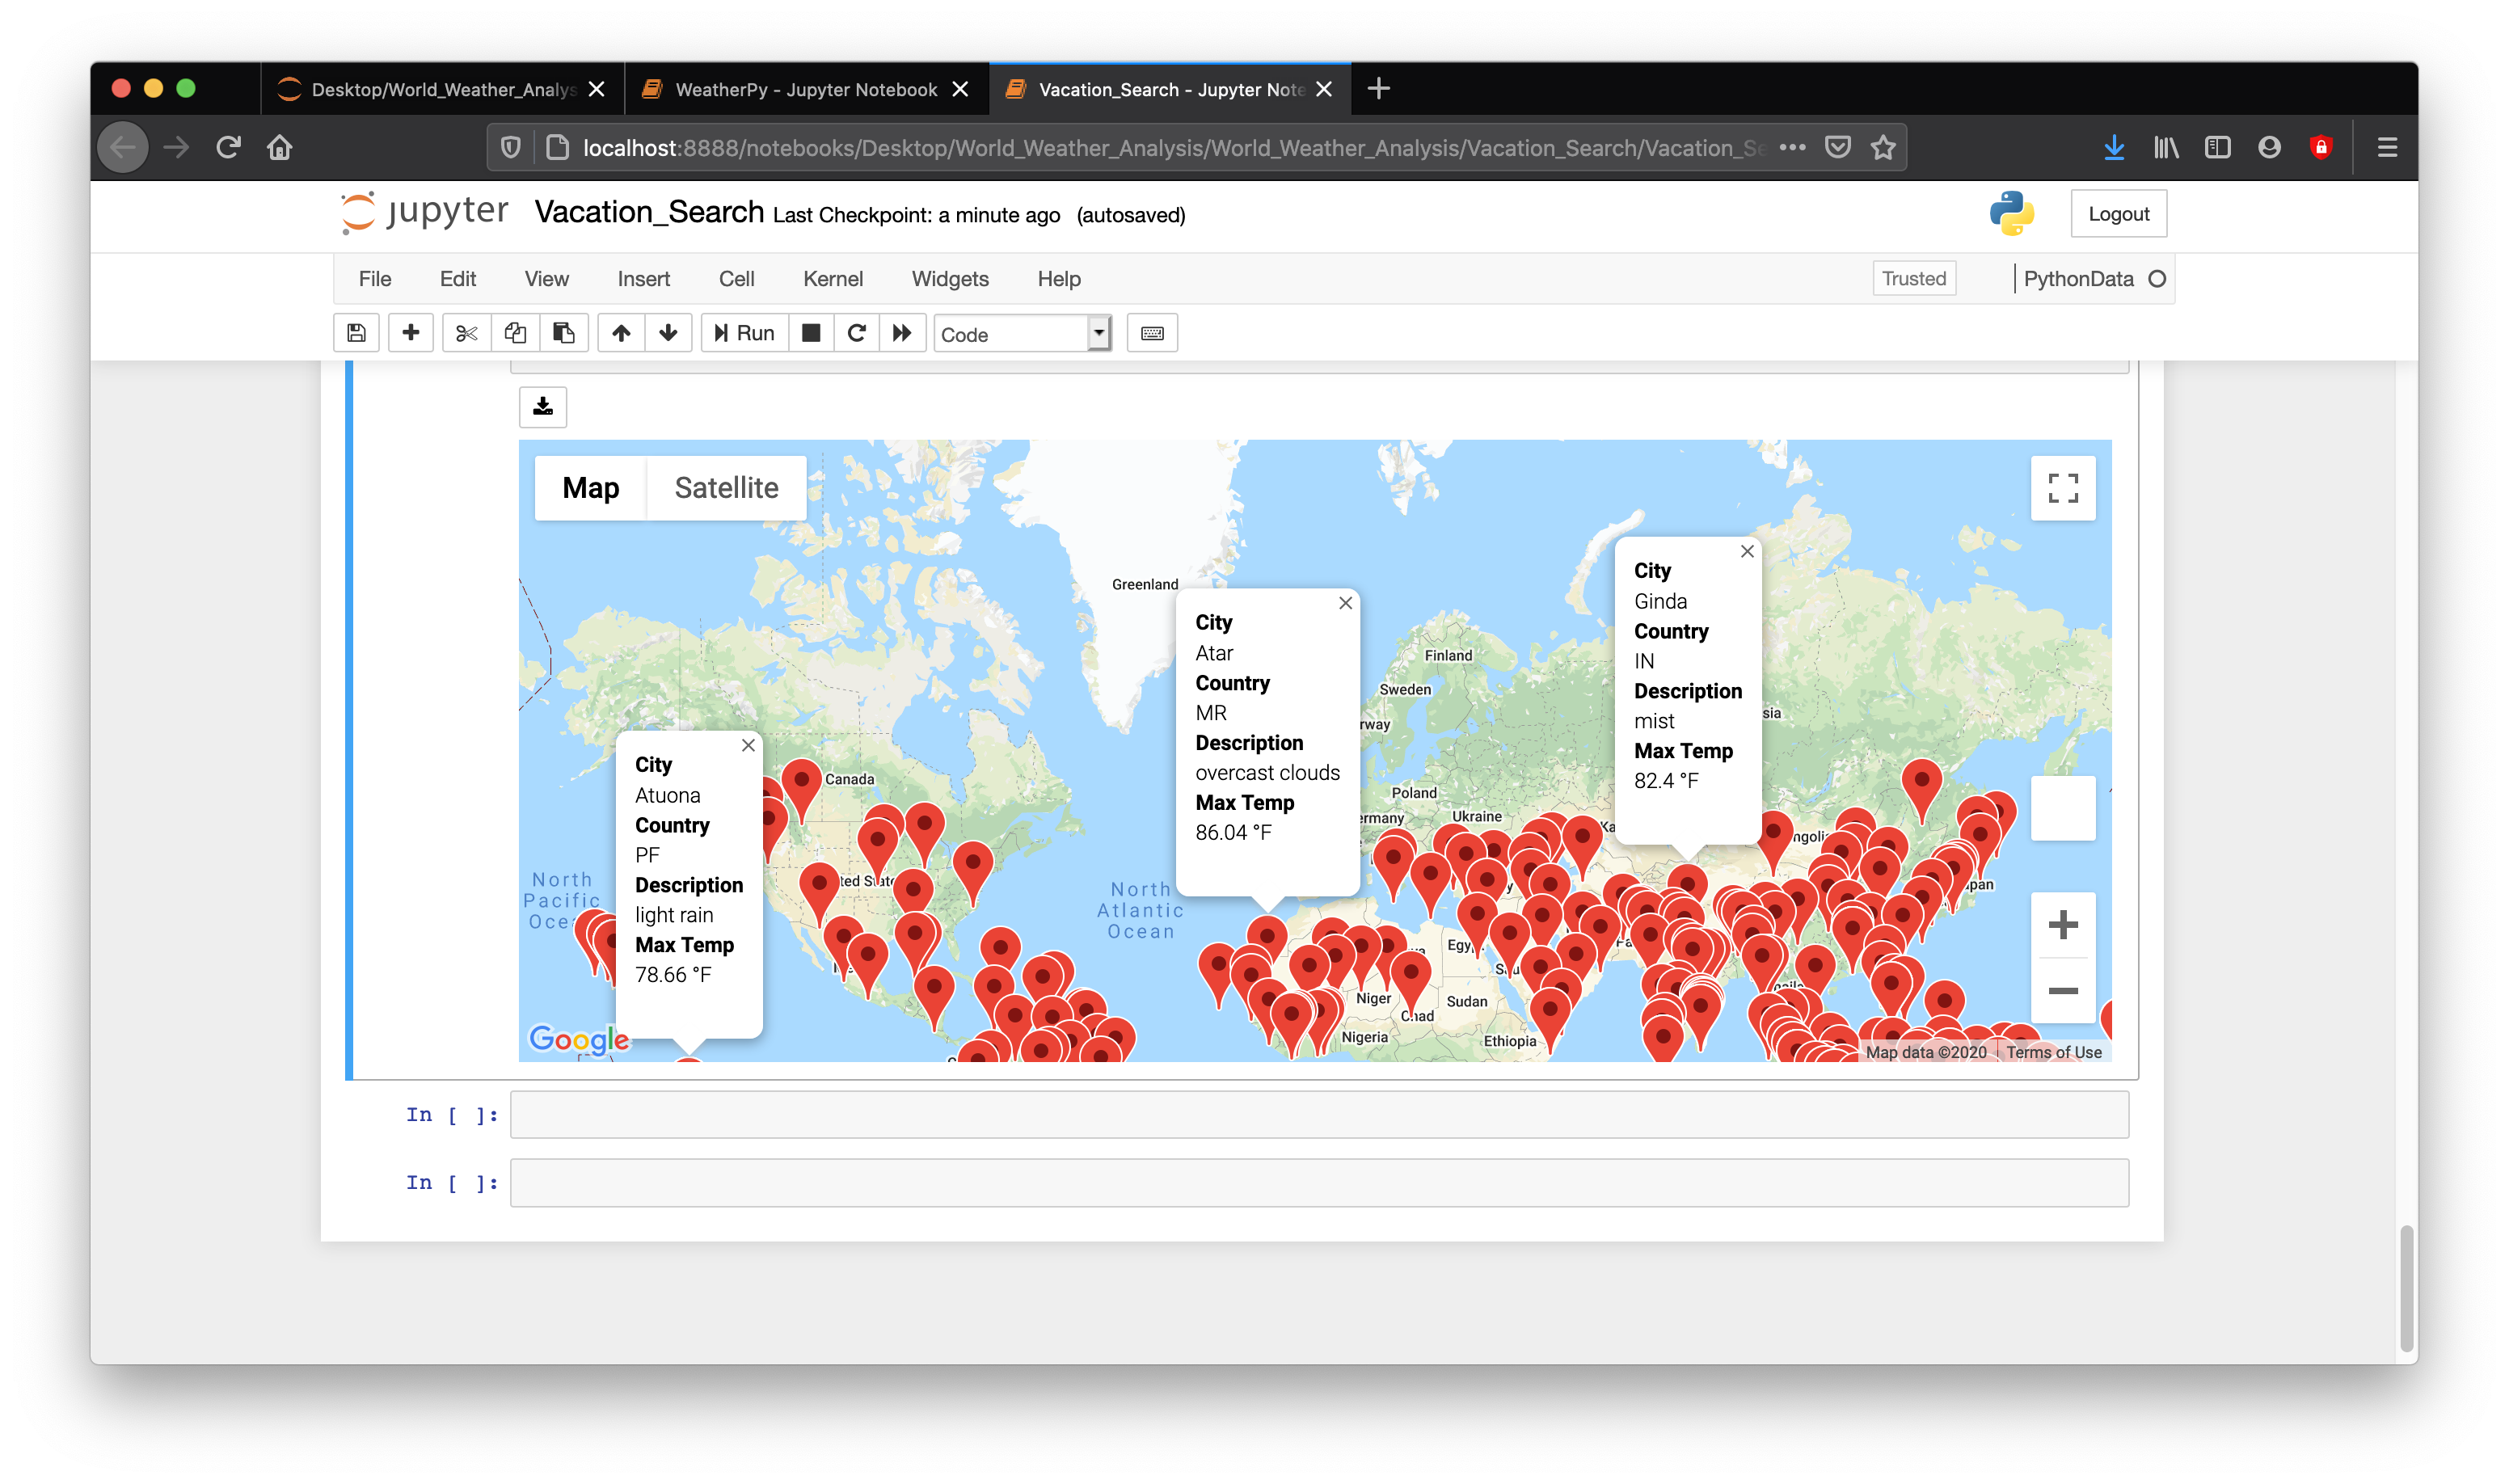 Desktop/World_Weather_Analys
WeatherPy - Jupyter Notebook
Vacation_Search - Jupyter Note
localhost:8888/notebooks/Desktop/World_Weather_Analysis/World_Weather_Analysis/Vacation_Search/Vacation_Se
jupyter Vacation_Search Last Checkpoint: a minute ago (autosaved)
Logout
File Edit View Insert Cell Kernel Widgets Help
Trusted
PythonData
Run
Code
Map Satellite
Greenland
Finland
Sweden
rway
sia
Canada
Poland
ermany
Ukraine
Ka
ngoli
ted State
North
Pacific
Oce
North
Atlantic
Ocean
pan
Egy
Niger
Sudan
Chad
Nigeria
Ethiopia
City
Atuona
Country
PF
Description
light rain
Max Temp
78.66 °F
City
Atar
Country
MR
Description
overcast clouds
Max Temp
86.04 °F
City
Ginda
Country
IN
Description
mist
Max Temp
82.4 °F
Google
Map data ©2020 Terms of Use
In [ ]:
In [ ]: